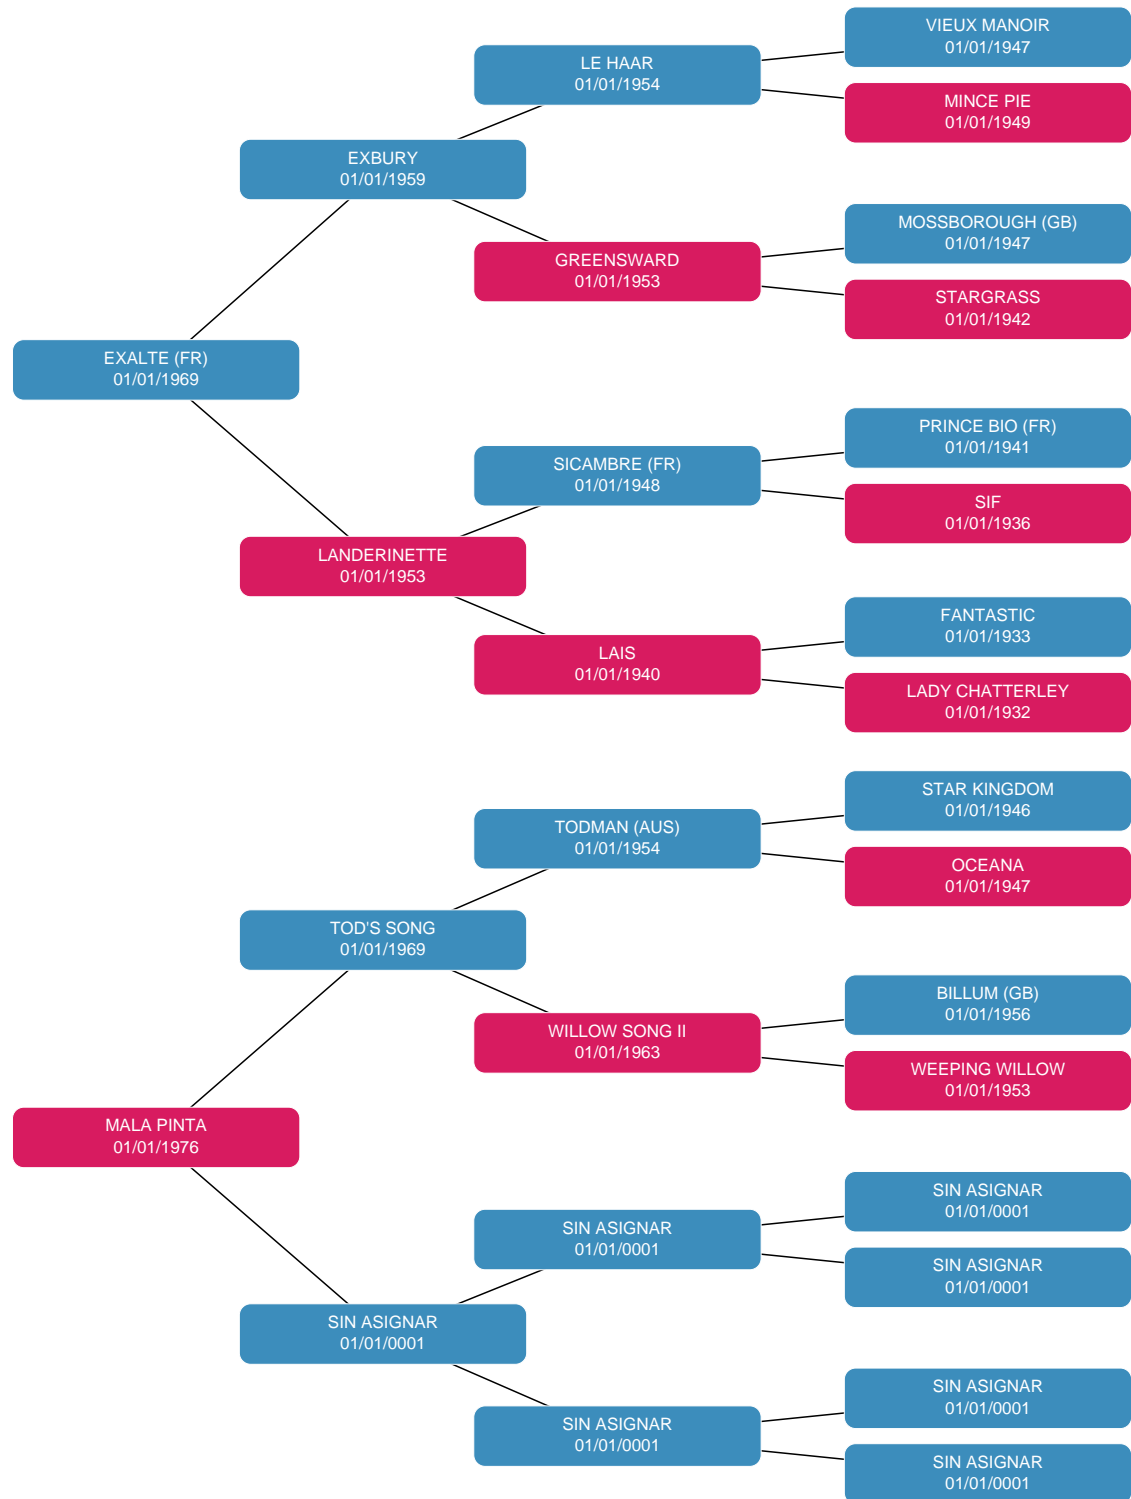 VIEUX MANOIR
01/01/1947
LE HAAR
01/01/1954
MINCE PIE
01/01/1949
EXBURY
01/01/1959
MOSSBOROUGH (GB)
01/01/1947
GREENSWARD
01/01/1953
STARGRASS
01/01/1942
EXALTE (FR)
01/01/1969
PRINCE BIO (FR)
01/01/1941
SICAMBRE (FR)
01/01/1948
SIF
01/01/1936
LANDERINETTE
01/01/1953
FANTASTIC
01/01/1933
LAIS
01/01/1940
LADY CHATTERLEY
01/01/1932
STAR KINGDOM
01/01/1946
TODMAN (AUS)
01/01/1954
OCEANA
01/01/1947
TOD'S SONG
01/01/1969
BILLUM (GB)
01/01/1956
WILLOW SONG II
01/01/1963
WEEPING WILLOW
01/01/1953
MALA PINTA
01/01/1976
SIN ASIGNAR
01/01/0001
SIN ASIGNAR
01/01/0001
SIN ASIGNAR
01/01/0001
SIN ASIGNAR
01/01/0001
SIN ASIGNAR
01/01/0001
SIN ASIGNAR
01/01/0001
SIN ASIGNAR
01/01/0001